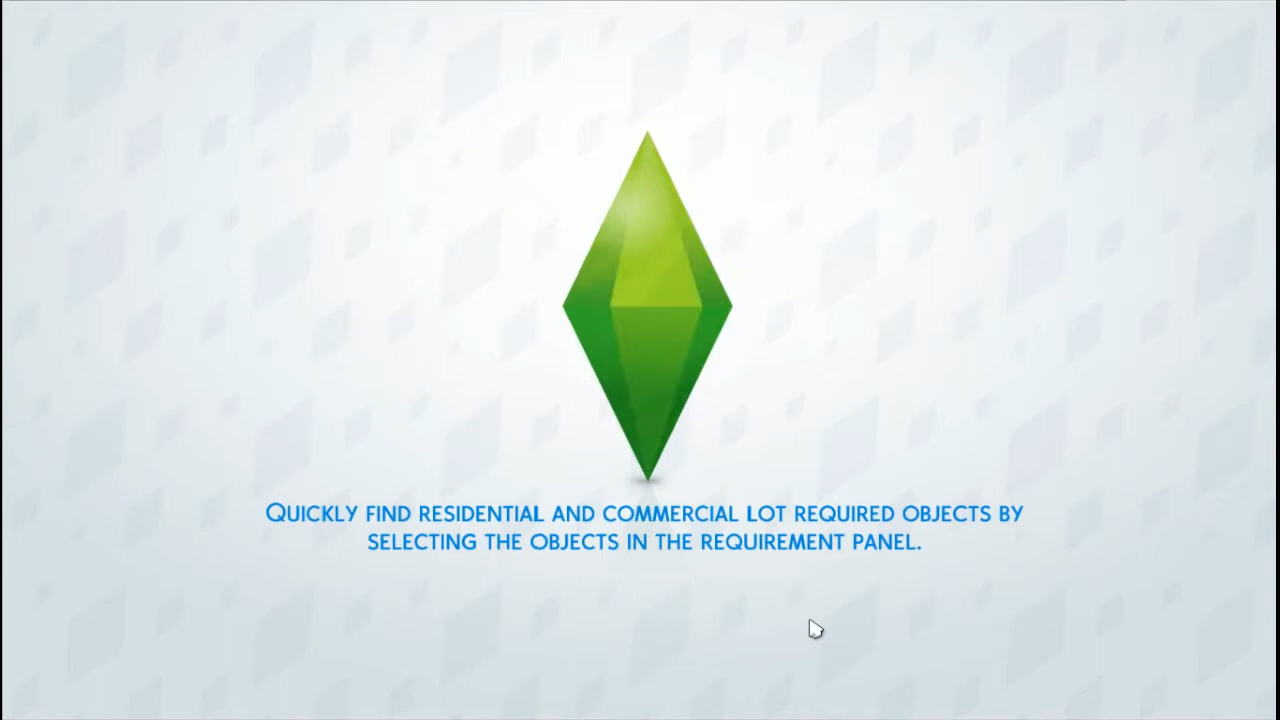 Quickly find residential and commercial lot required objects by
selecting the objects in the requirement panel.